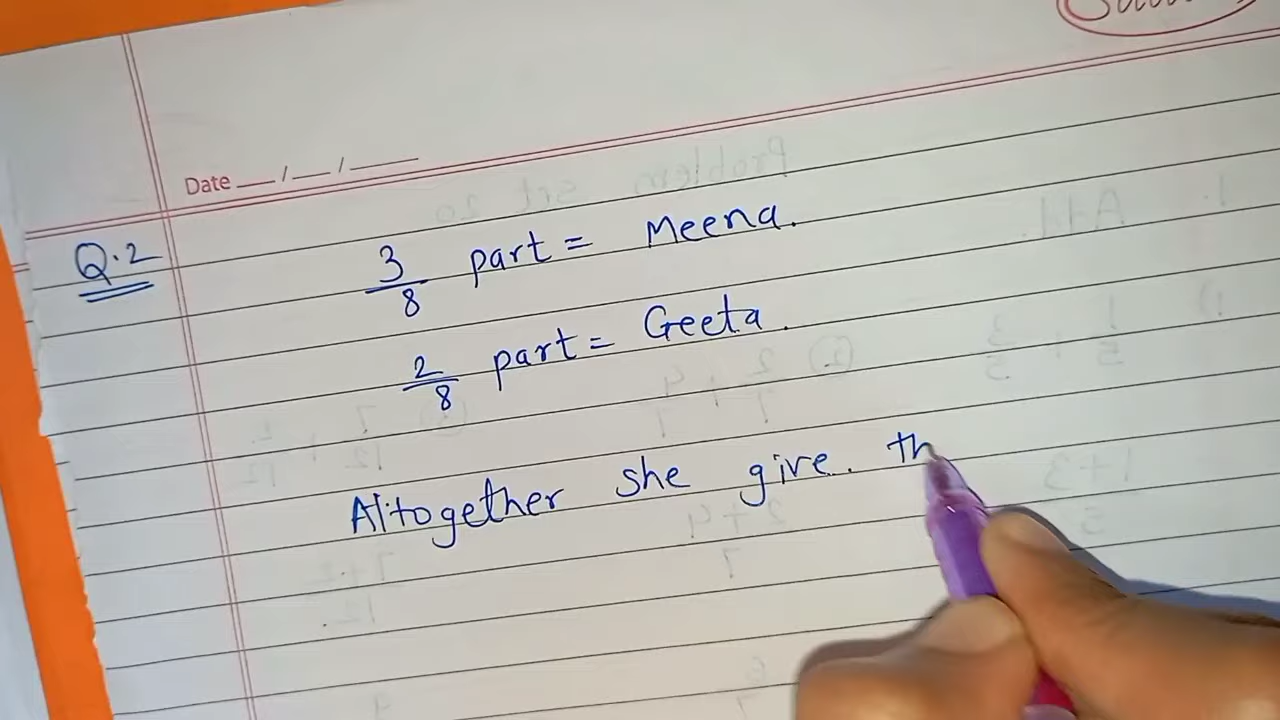 Date __/__/____
Q.2
3/8 part = Meena.
2/8 part = Geeta.
Altogether she give. th